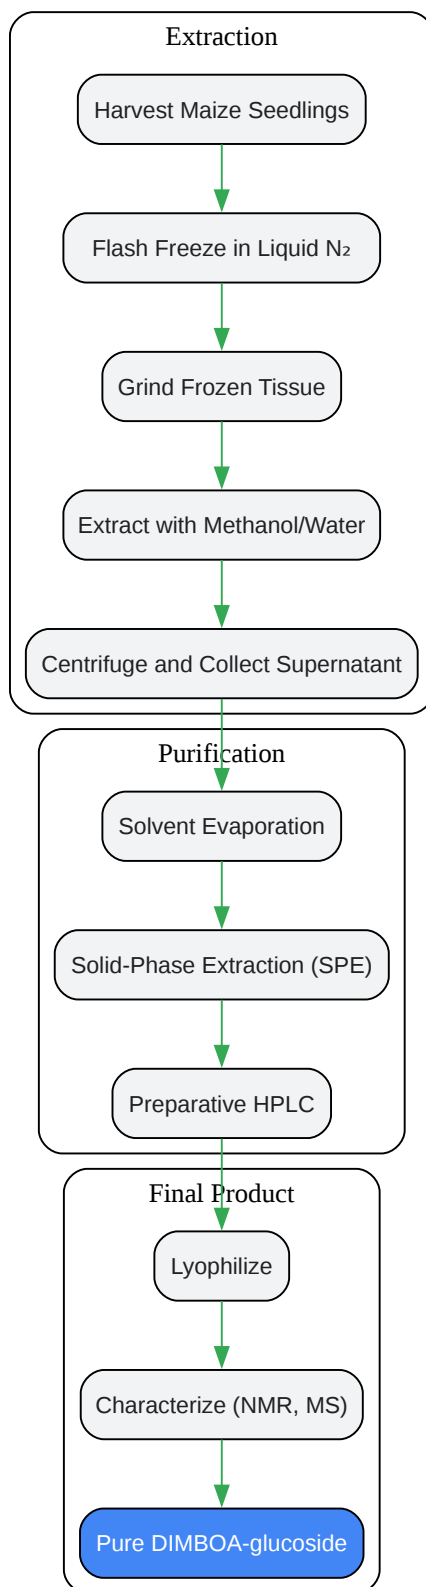 Extraction
Harvest Maize Seedlings
Flash Freeze in Liquid N₂
Grind Frozen Tissue
Extract with Methanol/Water
Centrifuge and Collect Supernatant
Purification
Solvent Evaporation
Solid-Phase Extraction (SPE)
Preparative HPLC
Final Product
Lyophilize
Characterize (NMR, MS)
Pure DIMBOA-glucoside